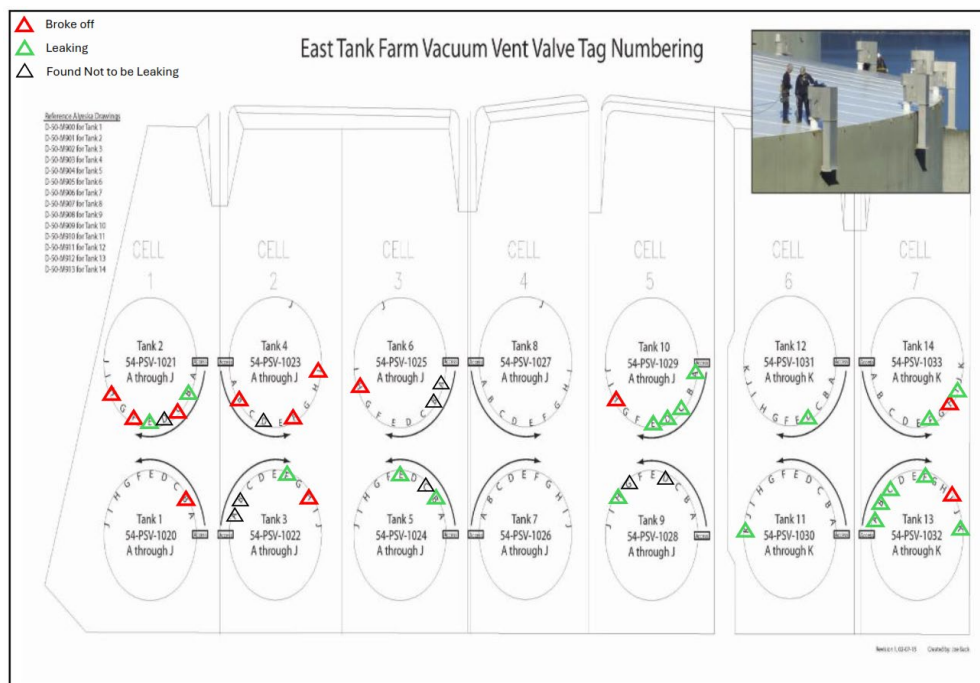 Broke off
Leaking
Found Not to be Leaking
East Tank Farm Vacuum Vent Valve Tag Numbering
Reference Alyeska Drawings
D-50-M900 for Tank 1
D-50-M901 for Tank 2
D-50-M902 for Tank 3
D-50-M903 for Tank 4
D-50-M904 for Tank 5
D-50-M905 for Tank 6
D-50-M906 for Tank 7
D-50-M907 for Tank 8
D-50-M908 for Tank 9
D-50-M909 for Tank 10
D-50-M910 for Tank 11
D-50-M911 for Tank 12
D-50-M912 for Tank 13
D-50-M913 for Tank 14
CELL 1
CELL 2
CELL 3
CELL 4
CELL 5
CELL 6
CELL 7
Tank 2
54-PSV-1021
A through J
Tank 4
54-PSV-1023
A through J
Tank 6
54-PSV-1025
A through J
Tank 8
54-PSV-1027
A through J
Tank 10
54-PSV-1029
A through J
Tank 12
54-PSV-1031
A through K
Tank 14
54-PSV-1033
A through K
Tank 1
54-PSV-1020
A through J
Tank 3
54-PSV-1022
A through J
Tank 5
54-PSV-1024
A through J
Tank 7
54-PSV-1026
A through J
Tank 9
54-PSV-1028
A through J
Tank 11
54-PSV-1030
A through K
Tank 13
54-PSV-1032
A through K